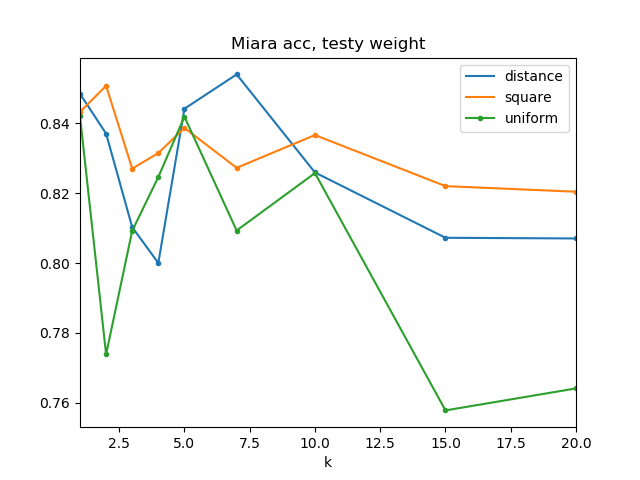 Miara acc, testy weight
distance
square
uniform
0.84
0.82
0.80
0.78
0.76
2.5 5.0 7.5 10.0 12.5 15.0 17.5 20.0
k